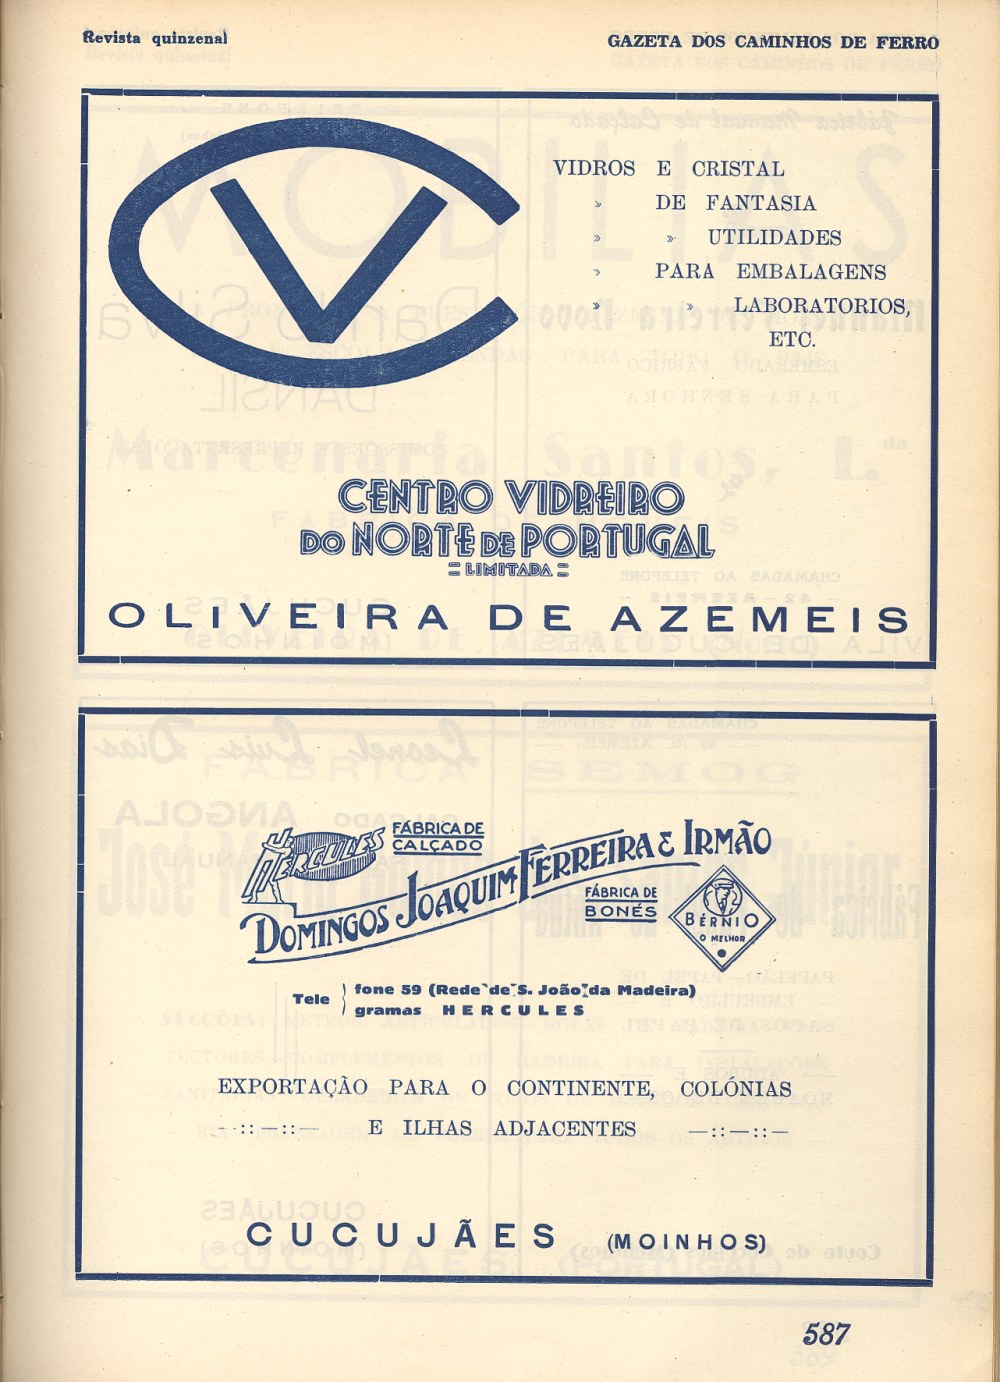 Revista quinzenal
GAZETA DOS CAMINHOS DE FERRO
CV
VIDROS E CRISTAL
» DE FANTASIA
» » UTILIDADES
» PARA EMBALAGENS
» » LABORATORIOS,
ETC.
CENTRO VIDREIRO
DO NORTE DE PORTUGAL
= LIMITADA =
OLIVEIRA DE AZEMEIS
HERCULES
FÁBRICA DE
CALÇADO
DOMINGOS JOAQUIM FERREIRA & IRMÃO
FÁBRICA DE
BONÉS
BÉRNIO
O MELHOR
Tele } fone 59 (Rede de S. João da Madeira)
gramas HERCULES
EXPORTAÇÃO PARA O CONTINENTE, COLÓNIAS
—·::—::·— E ILHAS ADJACENTES —·::—::·—
CUCUJÃES (MOINHOS)
587